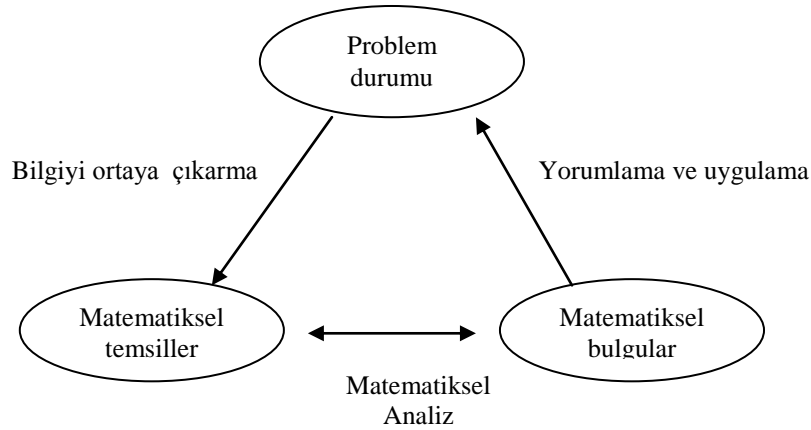 Problem
durumu
Bilgiyi ortaya çıkarma
Yorumlama ve uygulama
Matematiksel
temsiller
Matematiksel
bulgular
Matematiksel
Analiz